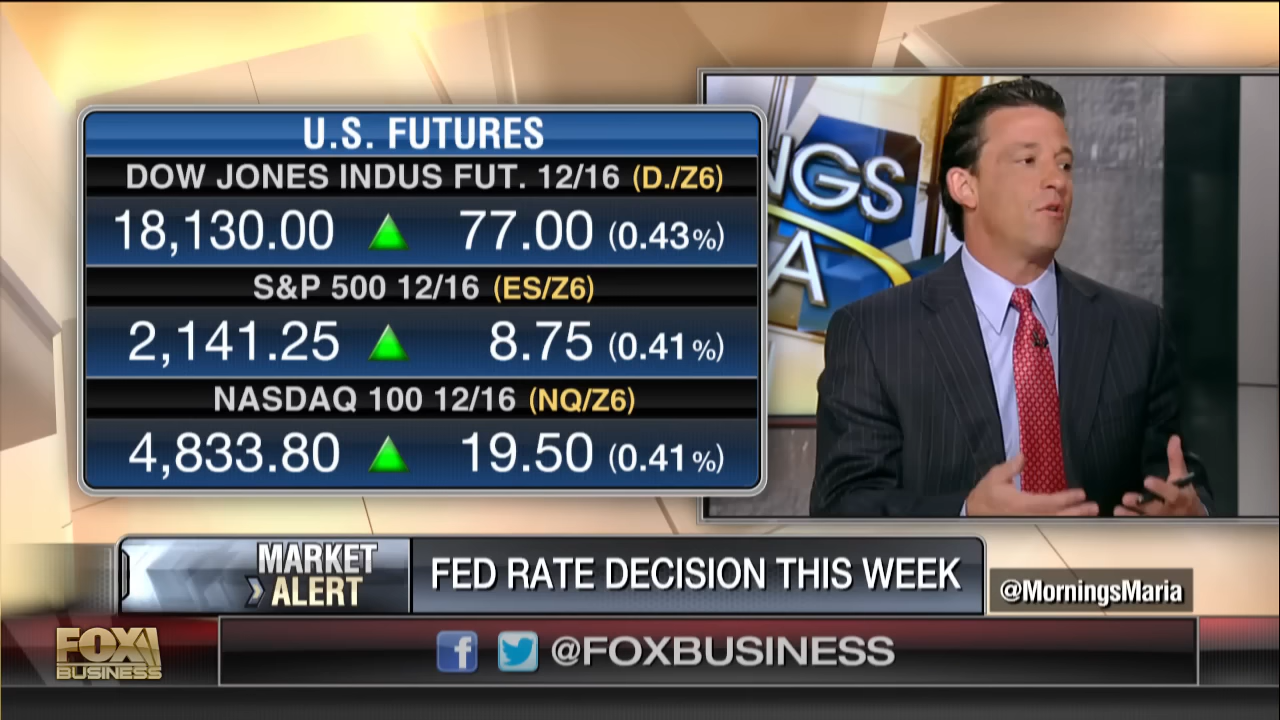 U.S. FUTURES
DOW JONES INDUS FUT. 12/16 (D./Z6)
18,130.00 ▲ 77.00 (0.43%)
S&P 500 12/16 (ES/Z6)
2,141.25 ▲ 8.75 (0.41%)
NASDAQ 100 12/16 (NQ/Z6)
4,833.80 ▲ 19.50 (0.41%)
NGS
A
MARKET
ALERT
FED RATE DECISION THIS WEEK
@MorningsMaria
FOX
BUSINESS
f @FOXBUSINESS